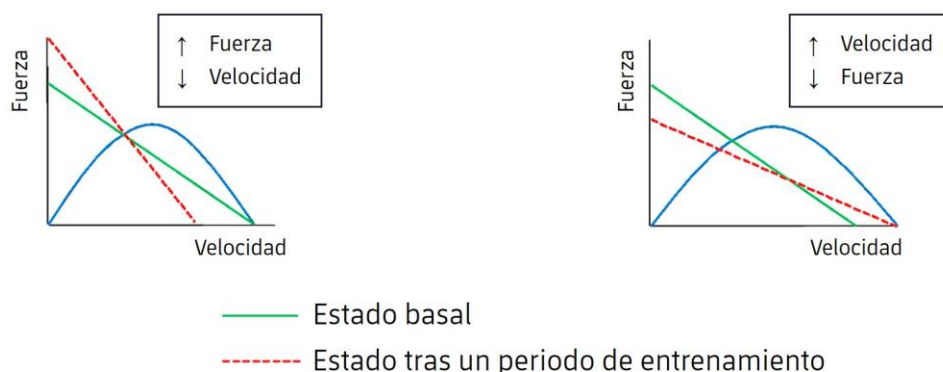 ↑ Fuerza
↓ Velocidad
Fuerza
Velocidad
↑ Velocidad
↓ Fuerza
Fuerza
Velocidad
Estado basal
Estado tras un periodo de entrenamiento